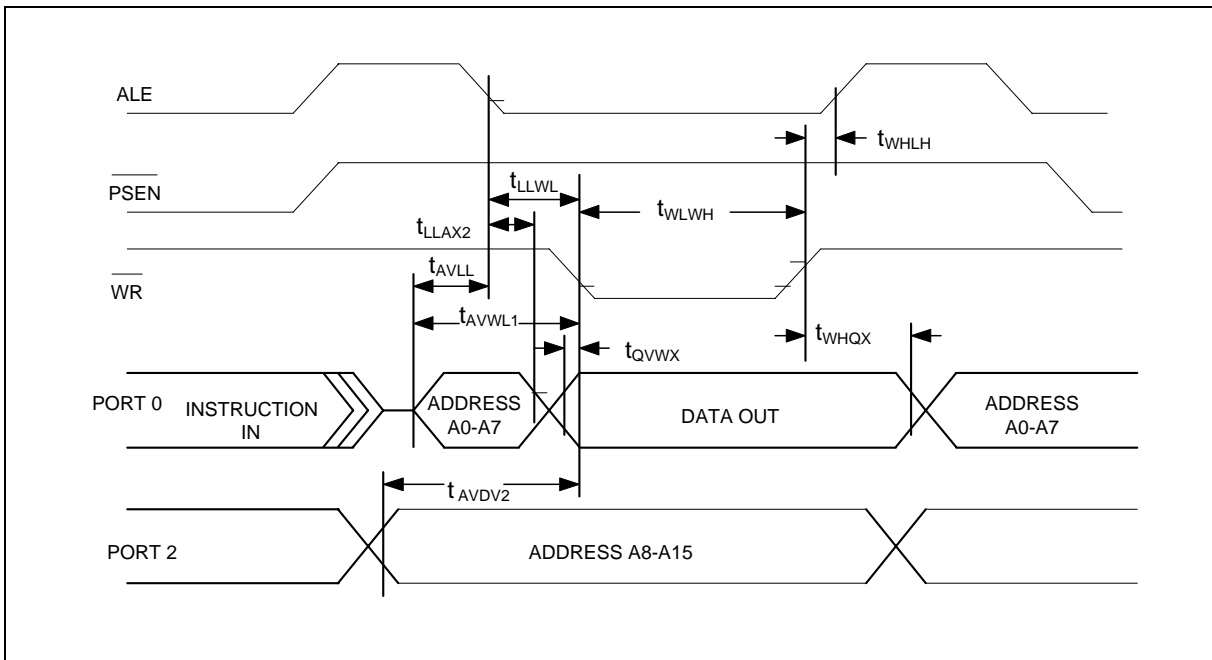 ALE
tWHLH
PSEN
tLLWL
tWLWH
tLLAX2
tAVLL
WR
tAVWL1
tWHQX
tQVWX
PORT 0
INSTRUCTION
IN
ADDRESS
A0-A7
DATA OUT
ADDRESS
A0-A7
tAVDV2
PORT 2
ADDRESS A8-A15